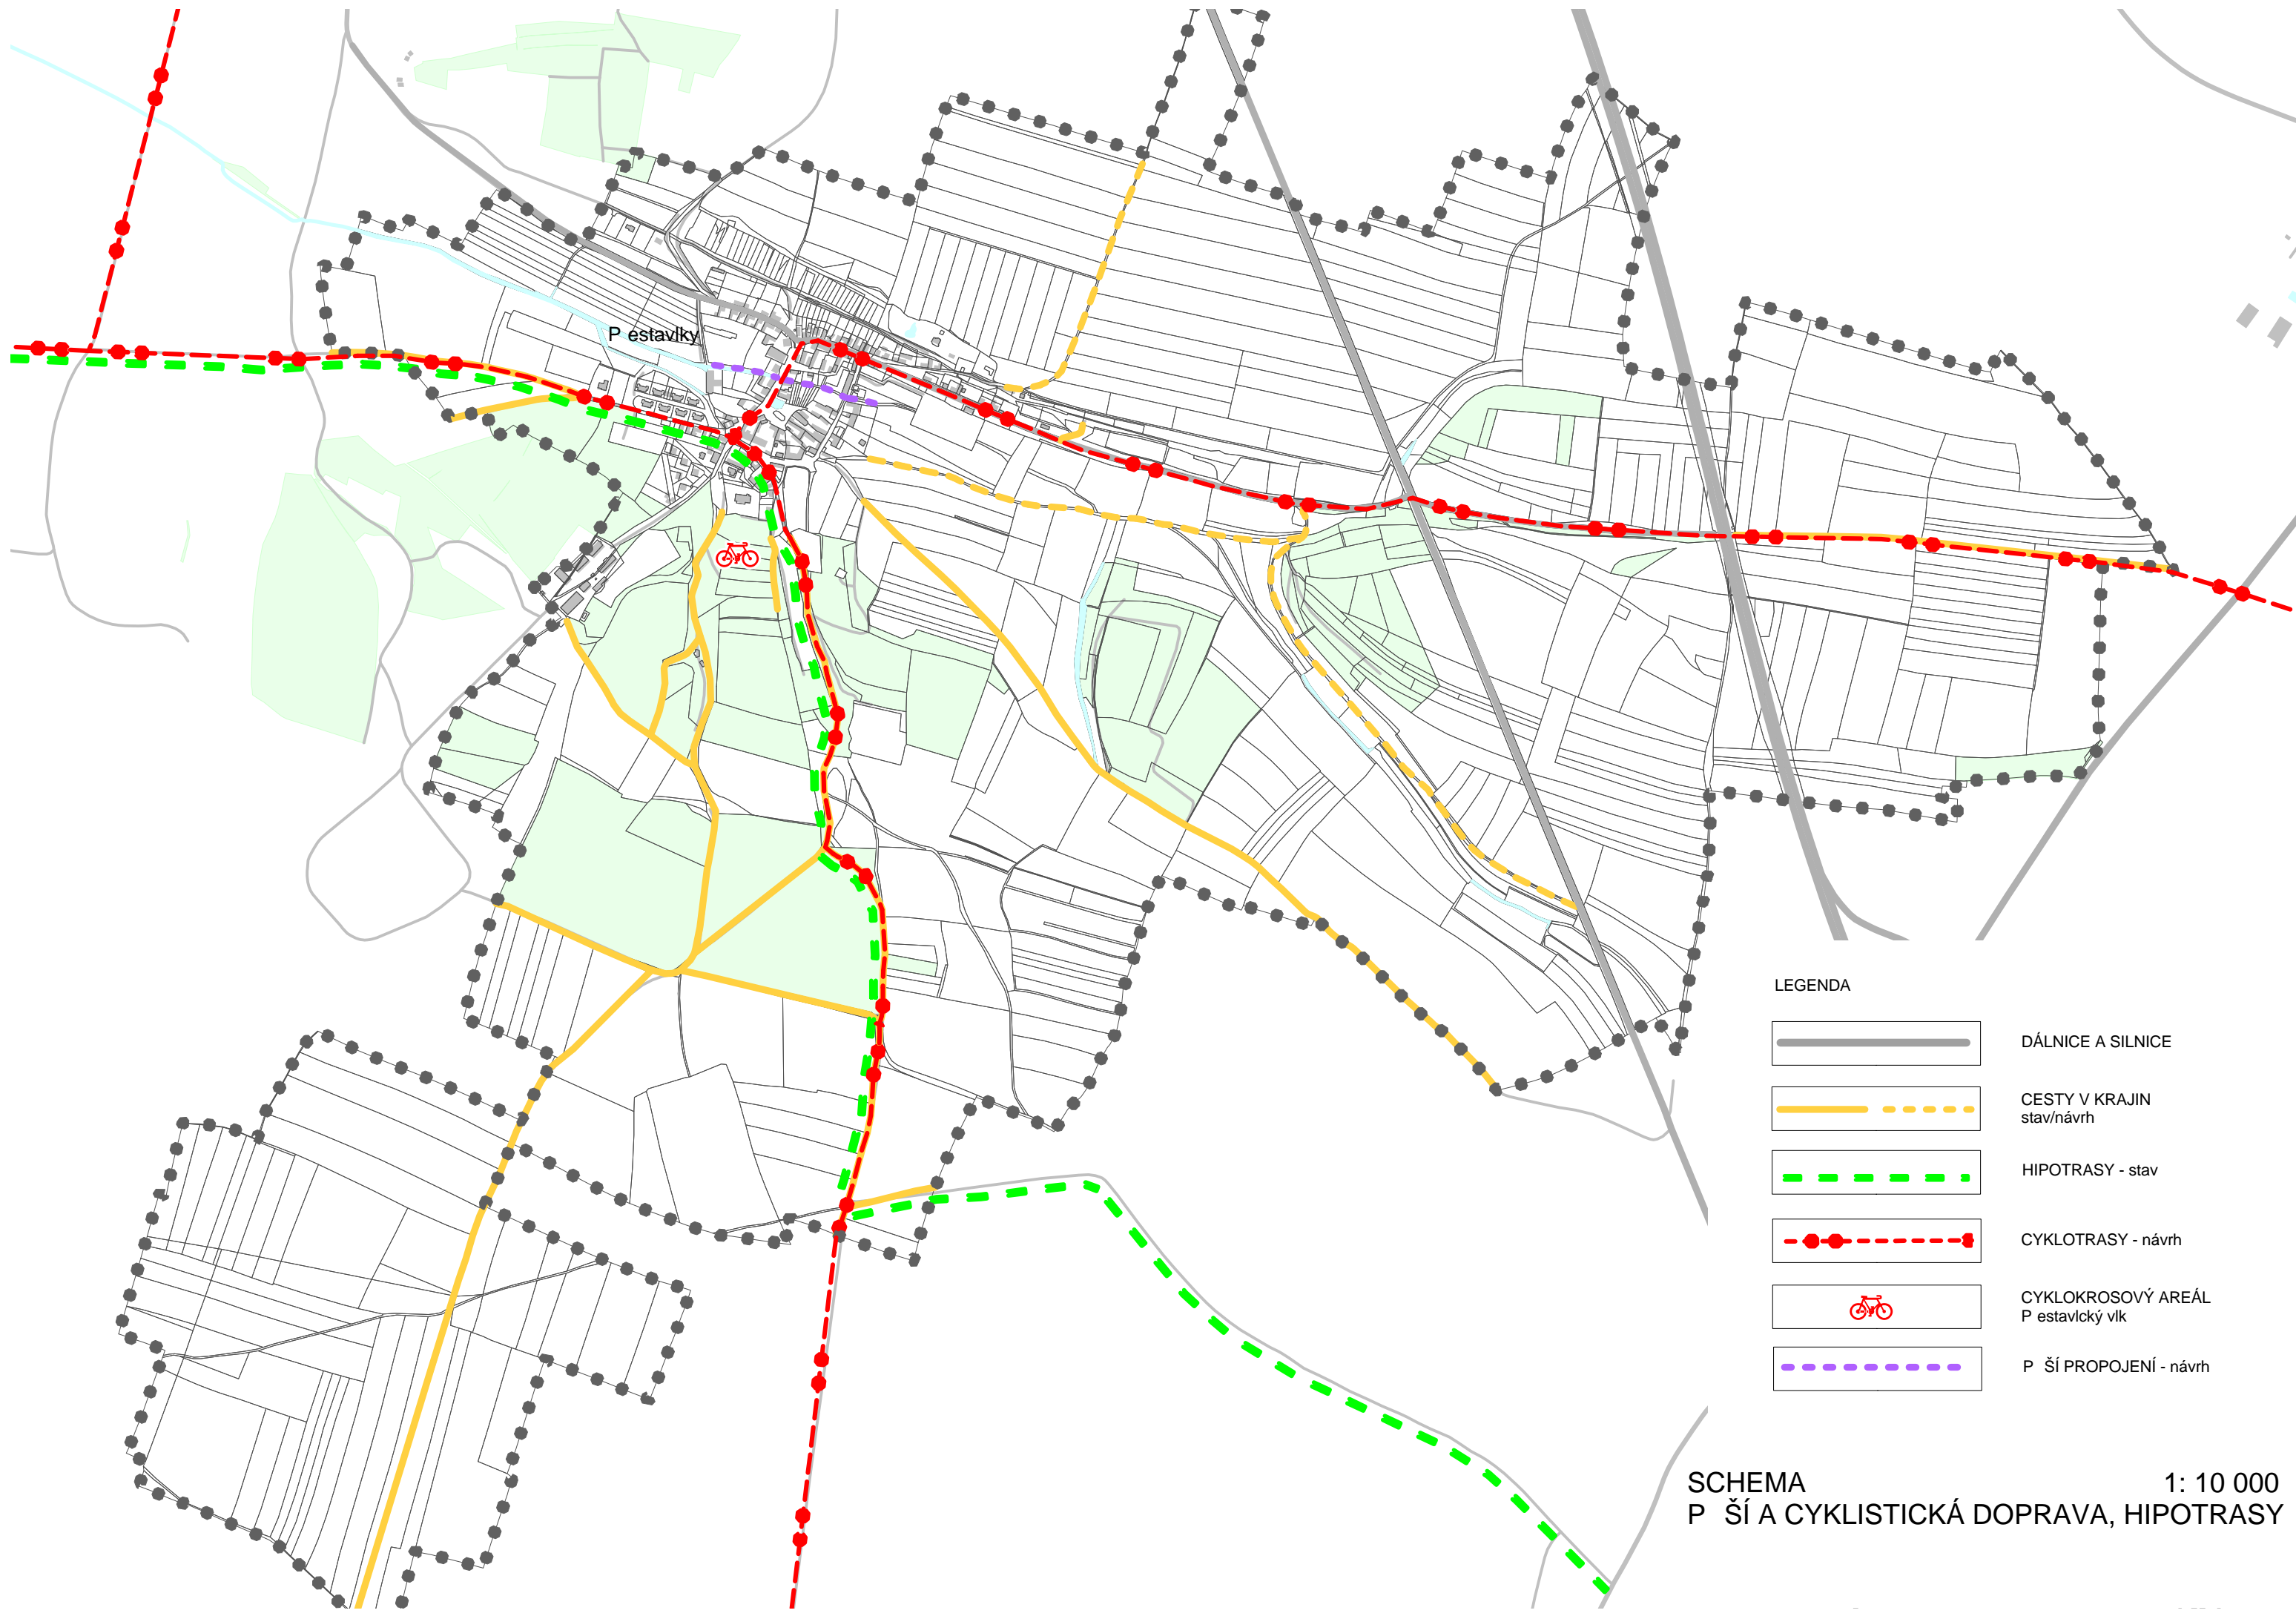 P estavlky
LEGENDA
DÁLNICE A SILNICE
CESTY V KRAJIN
stav/návrh
HIPOTRASY - stav
CYKLOTRASY - návrh
CYKLOKROSOVÝ AREÁL
P estavlcký vlk
P ŠÍ PROPOJENÍ - návrh
SCHEMA 1: 10 000
P ŠÍ A CYKLISTICKÁ DOPRAVA, HIPOTRASY